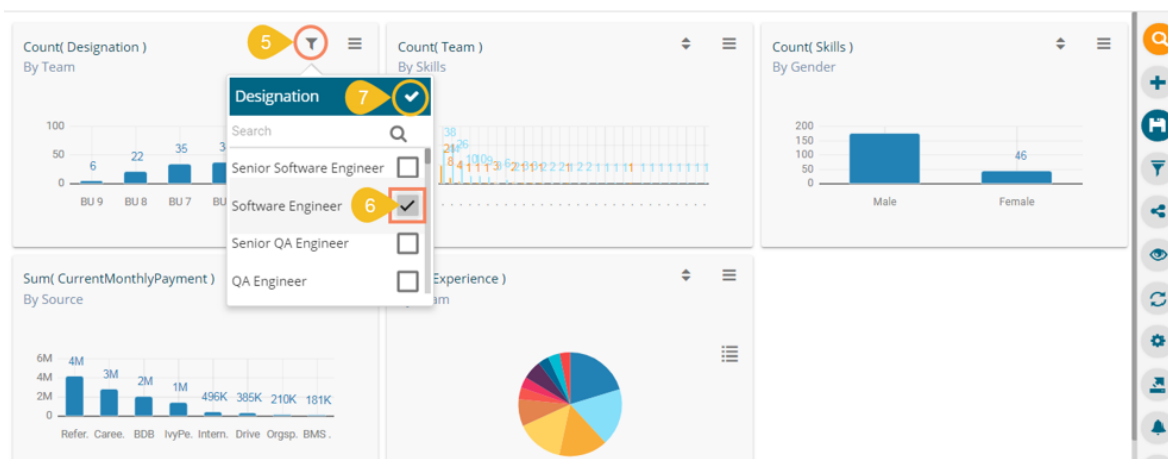 Count( Designation )
By Team
5
Count( Team )
By Skills
Count( Skills )
By Gender
Designation
7
Search
Senior Software Engineer
Software Engineer
6
Senior QA Engineer
QA Engineer
100
50
0
6
22
35
BU 9
BU 8
BU 7
BU
38
200
150
100
50
0
46
Male
Female
Sum( CurrentMonthlyPayment )
By Source
Experience )
am
6M
4M
2M
0
4M
3M
2M
1M
496K
385K
210K
181K
Refer.
Caree.
BDB
IvyPe.
Intern.
Drive
Orgsp.
BMS .